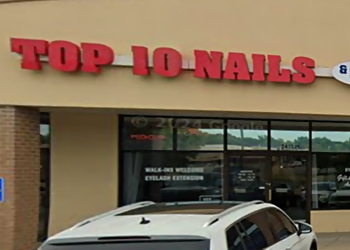 TOP 10 NAILS &
WALK-INS WELCOME
EYELASH EXTENSION